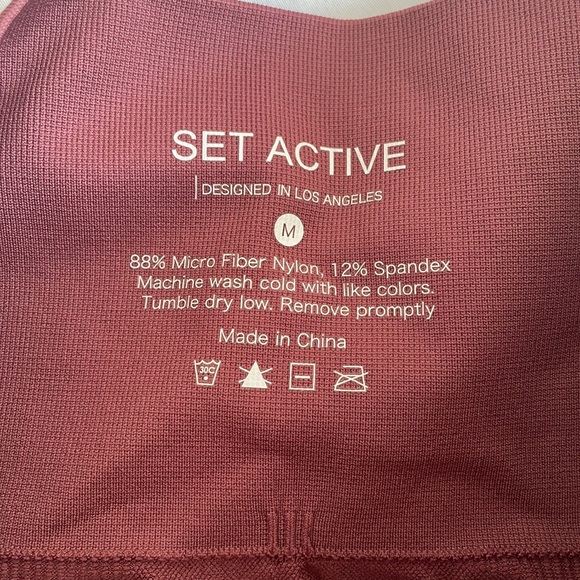 SET ACTIVE
DESIGNED IN LOS ANGELES
M
88% Micro Fiber Nylon, 12% Spandex
Machine wash cold with like colors.
Tumble dry low. Remove promptly
Made in China
30C